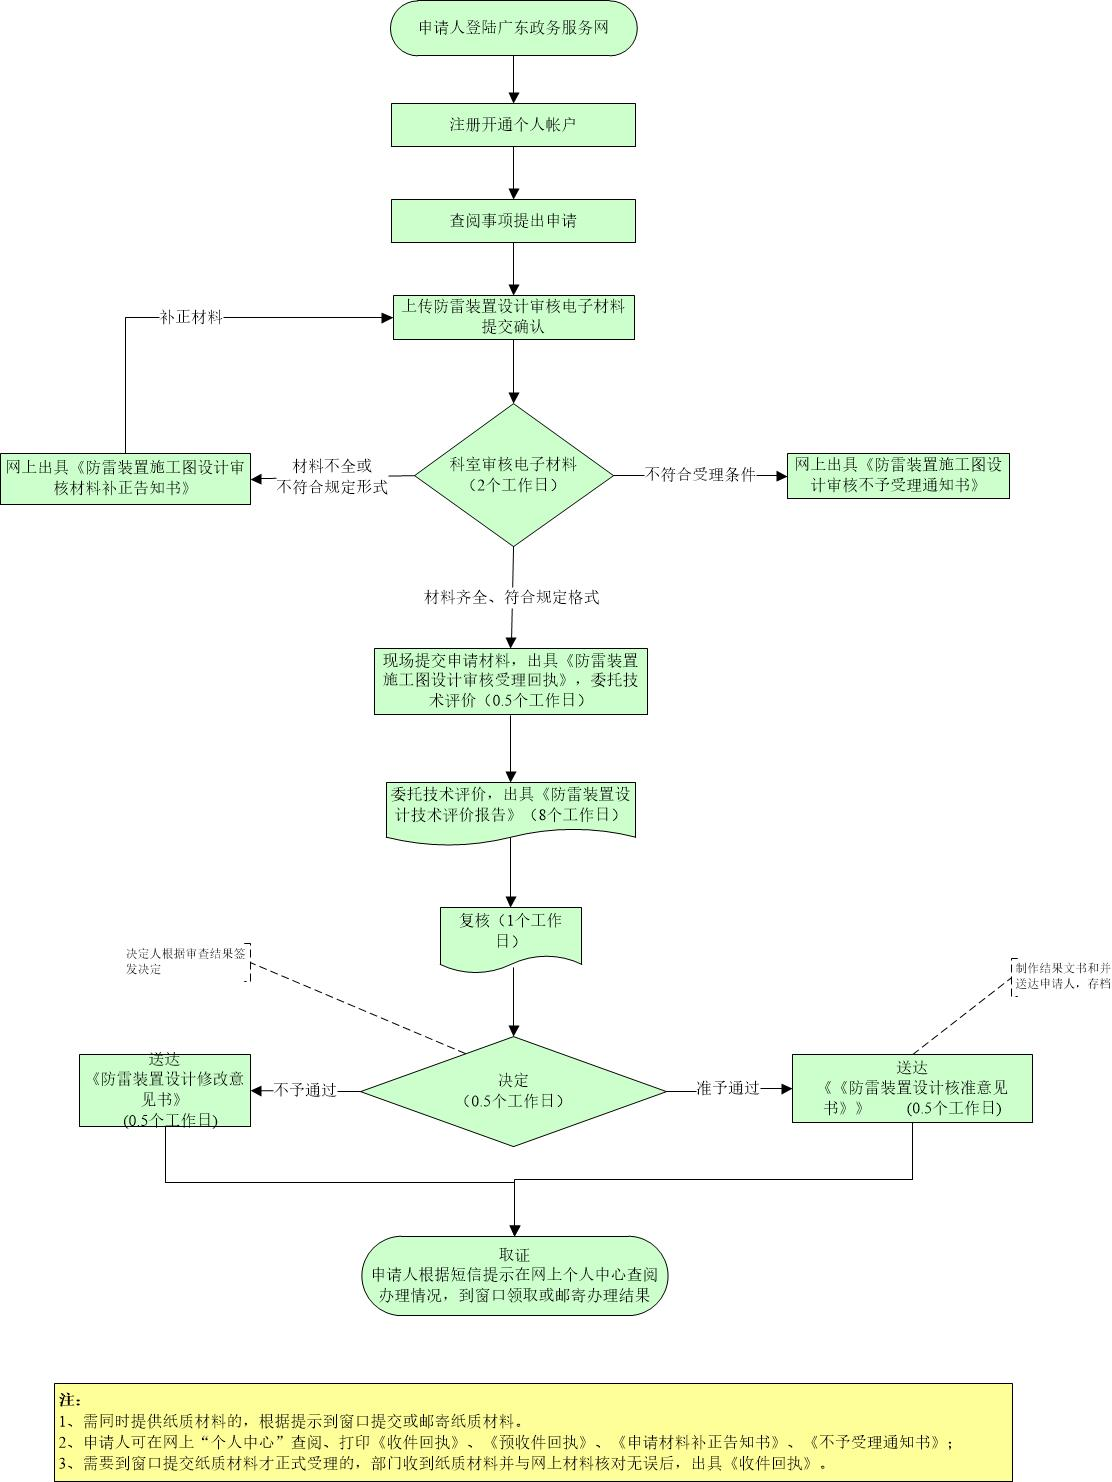 申请人登陆广东政务服务网
注册开通个人帐户
查阅事项提出申请
上传防雷装置设计审核电子材料
提交确认
补正材料
科室审核电子材料
（2个工作日）
材料不全或
不符合规定形式
网上出具《防雷装置施工图设计审
核材料补正告知书》
不符合受理条件
网上出具《防雷装置施工图设
计审核不予受理通知书》
材料齐全、符合规定格式
现场提交申请材料，出具《防雷装置
施工图设计审核受理回执》，委托技
术评价（0.5个工作日）
委托技术评价，出具《防雷装置设
计技术评价报告》（8个工作日）
复核（1个工作
日）
决定人根据审查结果签
发决定
制作结果文书和并
送达申请人，存档
决定
（0.5个工作日）
不予通过
送达
《防雷装置设计修改意
见书》
(0.5个工作日)
准予通过
送达
《《防雷装置设计核准意见
书》》 (0.5个工作日)
取证
申请人根据短信提示在网上个人中心查阅
办理情况，到窗口领取或邮寄办理结果
注：
1、需同时提供纸质材料的，根据提示到窗口提交或邮寄纸质材料。
2、申请人可在网上“个人中心”查阅、打印《收件回执》、《预收件回执》、《申请材料补正告知书》、《不予受理通知书》；
3、需要到窗口提交纸质材料才正式受理的，部门收到纸质材料并与网上材料核对无误后，出具《收件回执》。